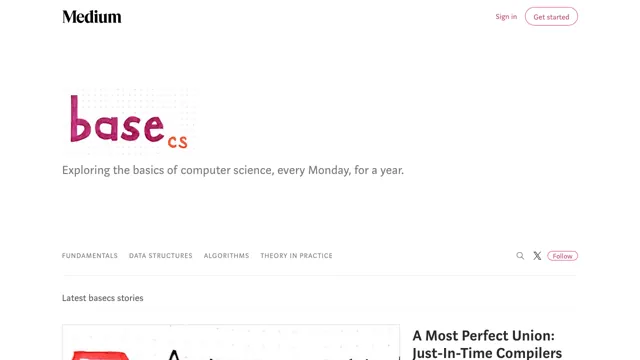 Medium
Sign in
Get started
base cs
Exploring the basics of computer science, every Monday, for a year.
FUNDAMENTALS DATA STRUCTURES ALGORITHMS THEORY IN PRACTICE
Follow
Latest basecs stories
A Most Perfect Union:
Just-In-Time Compilers